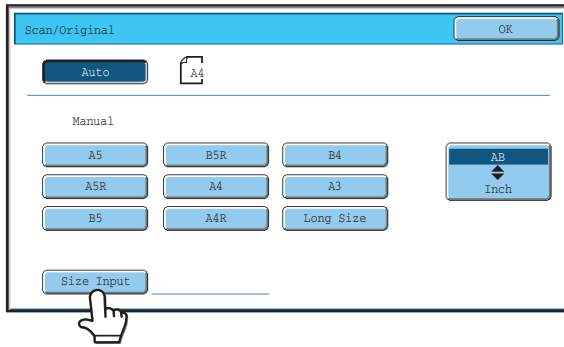 Scan/Original OK
Auto A4
Manual
A5 B5R B4 AB
A5R A4 A3 Inch
B5 A4R Long Size
Size Input